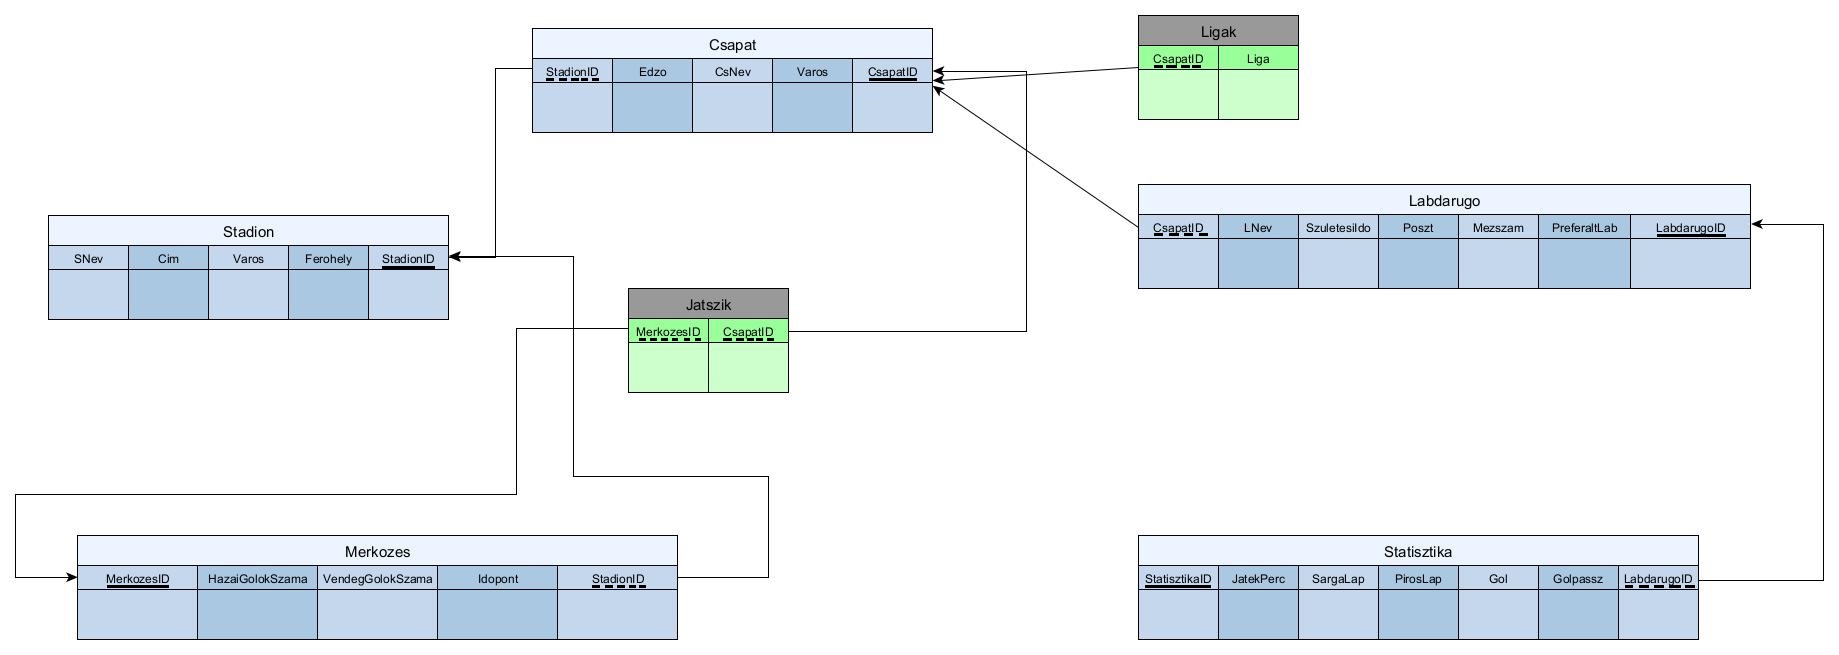 Csapat
StadionID Edzo CsNev Varos CsapatID
Ligak
CsapatID Liga
Labdarugo
CsapatID LNev SzuletesiIdo Poszt Mezszam PreferaltLab LabdarugoID
Stadion
SNev Cim Varos Ferohely StadionID
Jatszik
MerkozesID CsapatID
Merkozes
MerkozesID HazaiGolokSzama VendegGolokSzama Idopont StadionID
Statisztika
StatisztikaID JatekPerc SargaLap PirosLap Gol Golpassz LabdarugoID